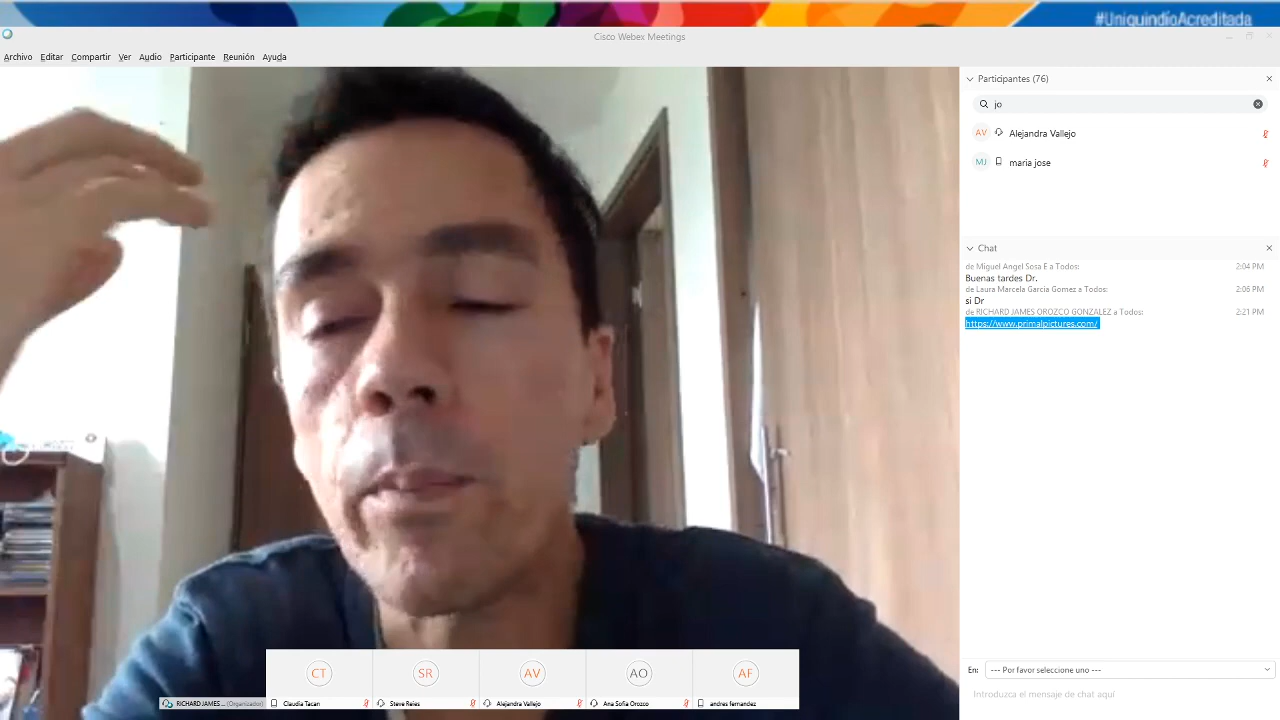 #UniquindíoAcreditada
Cisco Webex Meetings
Archivo Editar Compartir Ver Audio Participante Reunión Ayuda
Participantes (76)
jo
AV Alejandra Vallejo
MJ maria jose
Chat
de Miguel Angel Sosa E a Todos: 2:04 PM
Buenas tardes Dr.
de Laura Marcela Garcia Gomez a Todos: 2:06 PM
si Dr
de RICHARD JAMES OROZCO GONZALEZ a Todos: 2:21 PM
https://www.primalpictures.com/
En: --- Por favor seleccione uno ---
Introduzca el mensaje de chat aquí
CT SR AV AO AF
RICHARD JAMES ... (Organizador) Claudia Tacan Steve Reies Alejandra Vallejo Ana Sofia Orozco andres fernandez